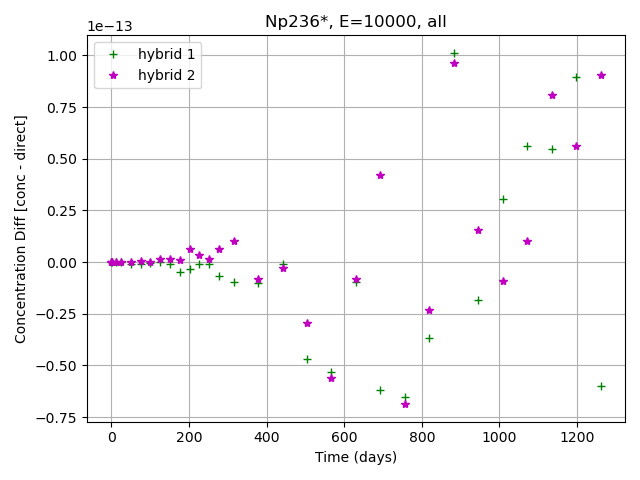 Np236*, E=10000, all
1e−13
hybrid 1
hybrid 2
1.00
0.75
0.50
0.25
0.00
−0.25
−0.50
−0.75
Concentration Diff [conc - direct]
0 200 400 600 800 1000 1200
Time (days)